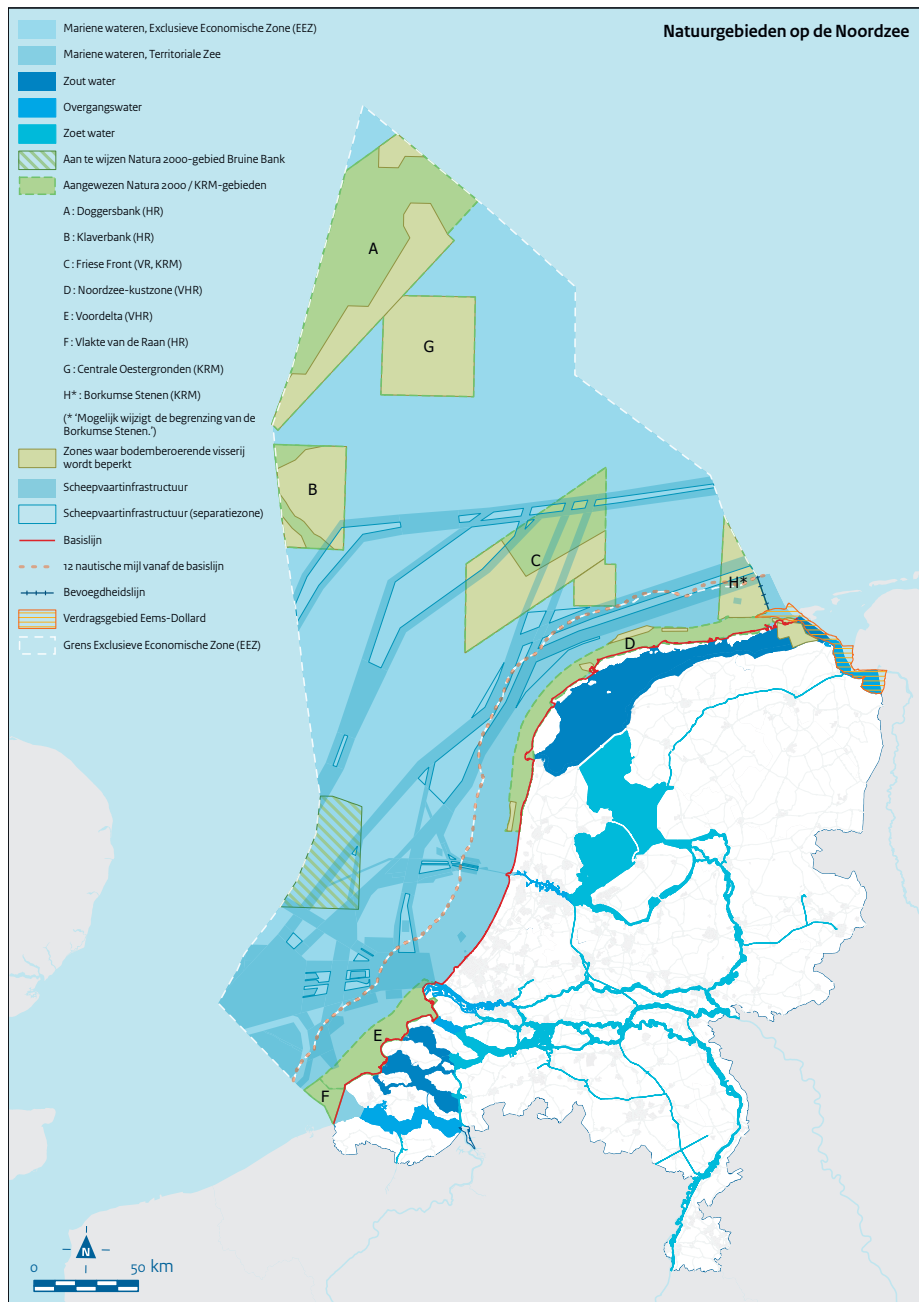 Natuurgebieden op de Noordzee
Mariene wateren, Exclusieve Economische Zone (EEZ)
Mariene wateren, Territoriale Zee
Zout water
Overgangswater
Zoet water
Aan te wijzen Natura 2000-gebied Bruine Bank
Aangewezen Natura 2000 / KRM-gebieden
A : Doggersbank (HR)
B : Klaverbank (HR)
C : Friese Front (VR, KRM)
D : Noordzee-kustzone (VHR)
E : Voordelta (VHR)
F : Vlakte van de Raan (HR)
G : Centrale Oestergronden (KRM)
H* : Borkumse Stenen (KRM)
(* ‘Mogelijk wijzigt de begrenzing van de
Borkumse Stenen.’)
Zones waar bodemberoerende visserij
wordt beperkt
Scheepvaartinfrastructuur
Scheepvaartinfrastructuur (separatiezone)
Basislijn
12 nautische mijl vanaf de basislijn
Bevoegdheidslijn
Verdragsgebied Eems-Dollard
Grens Exclusieve Economische Zone (EEZ)
A
G
B
C
H*
D
E
F
N
0 50 km